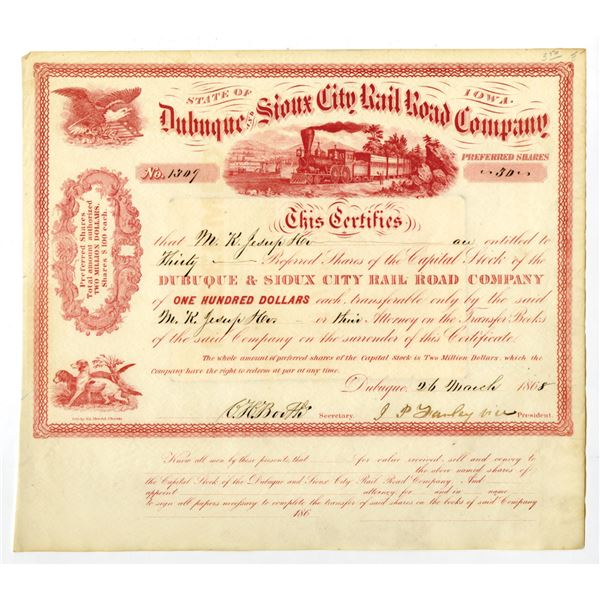 STATE OF IOWA.
Dubuque and Sioux City Rail Road Company
PREFERRED SHARES
No. 1309
30
Preferred Shares
Total amount authorized
TWO MILLION DOLLARS.
Shares $100 each.
This Certifies
that M. K. Jesup & Co are entitled to
Thirty Preferred Shares of the Capital Stock of the
DUBUQUE & SIOUX CITY RAIL ROAD COMPANY
of ONE HUNDRED DOLLARS each, transferable only by the said
M. K. Jesup & Co or their Attorney on the Transfer Books
of the said Company on the surrender of this Certificate.
The whole amount of preferred shares of the Capital Stock is Two Million Dollars, which the
Company have the right to redeem at par at any time.
Dubuque, 26 March 1868
Secretary. J P Farley vice President.
Know all men by these presents, that for value received, sell and convey to
the above named shares of
the Capital Stock of the Dubuque and Sioux City Rail Road Company, And
appoint attorney for and in name
to sign all papers necessary to complete the transfer of said shares on the books of said Company
186